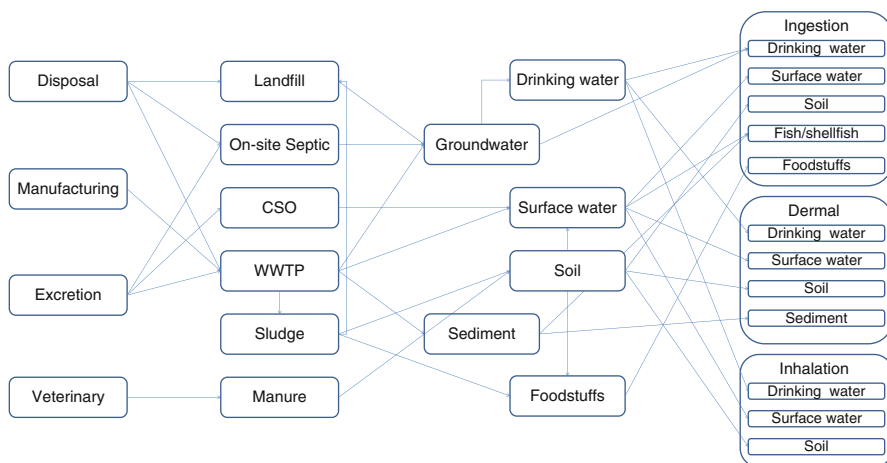 Disposal
Manufacturing
Excretion
Veterinary
Landfill
On-site Septic
CSO
WWTP
Sludge
Manure
Groundwater
Sediment
Drinking water
Surface water
Soil
Foodstuffs
Ingestion
Drinking water
Surface water
Soil
Fish/shellfish
Foodstuffs
Dermal
Drinking water
Surface water
Soil
Sediment
Inhalation
Drinking water
Surface water
Soil